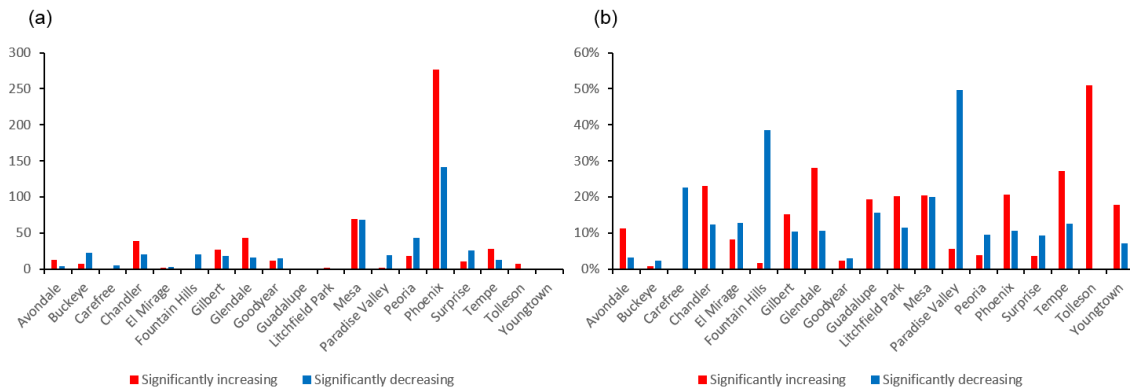 (a)
300
250
200
150
100
50
0
Avondale
Buckeye
Carefree
Chandler
El Mirage
Fountain Hills
Gilbert
Glendale
Goodyear
Guadalupe
Litchfield Park
Mesa
Paradise Valley
Peoria
Phoenix
Surprise
Tempe
Tolleson
Youngtown
Significantly increasing
Significantly decreasing
(b)
60%
50%
40%
30%
20%
10%
0%
Avondale
Buckeye
Carefree
Chandler
El Mirage
Fountain Hills
Gilbert
Glendale
Goodyear
Guadalupe
Litchfield Park
Mesa
Paradise Valley
Peoria
Phoenix
Surprise
Tempe
Tolleson
Youngtown
Significantly increasing
Significantly decreasing